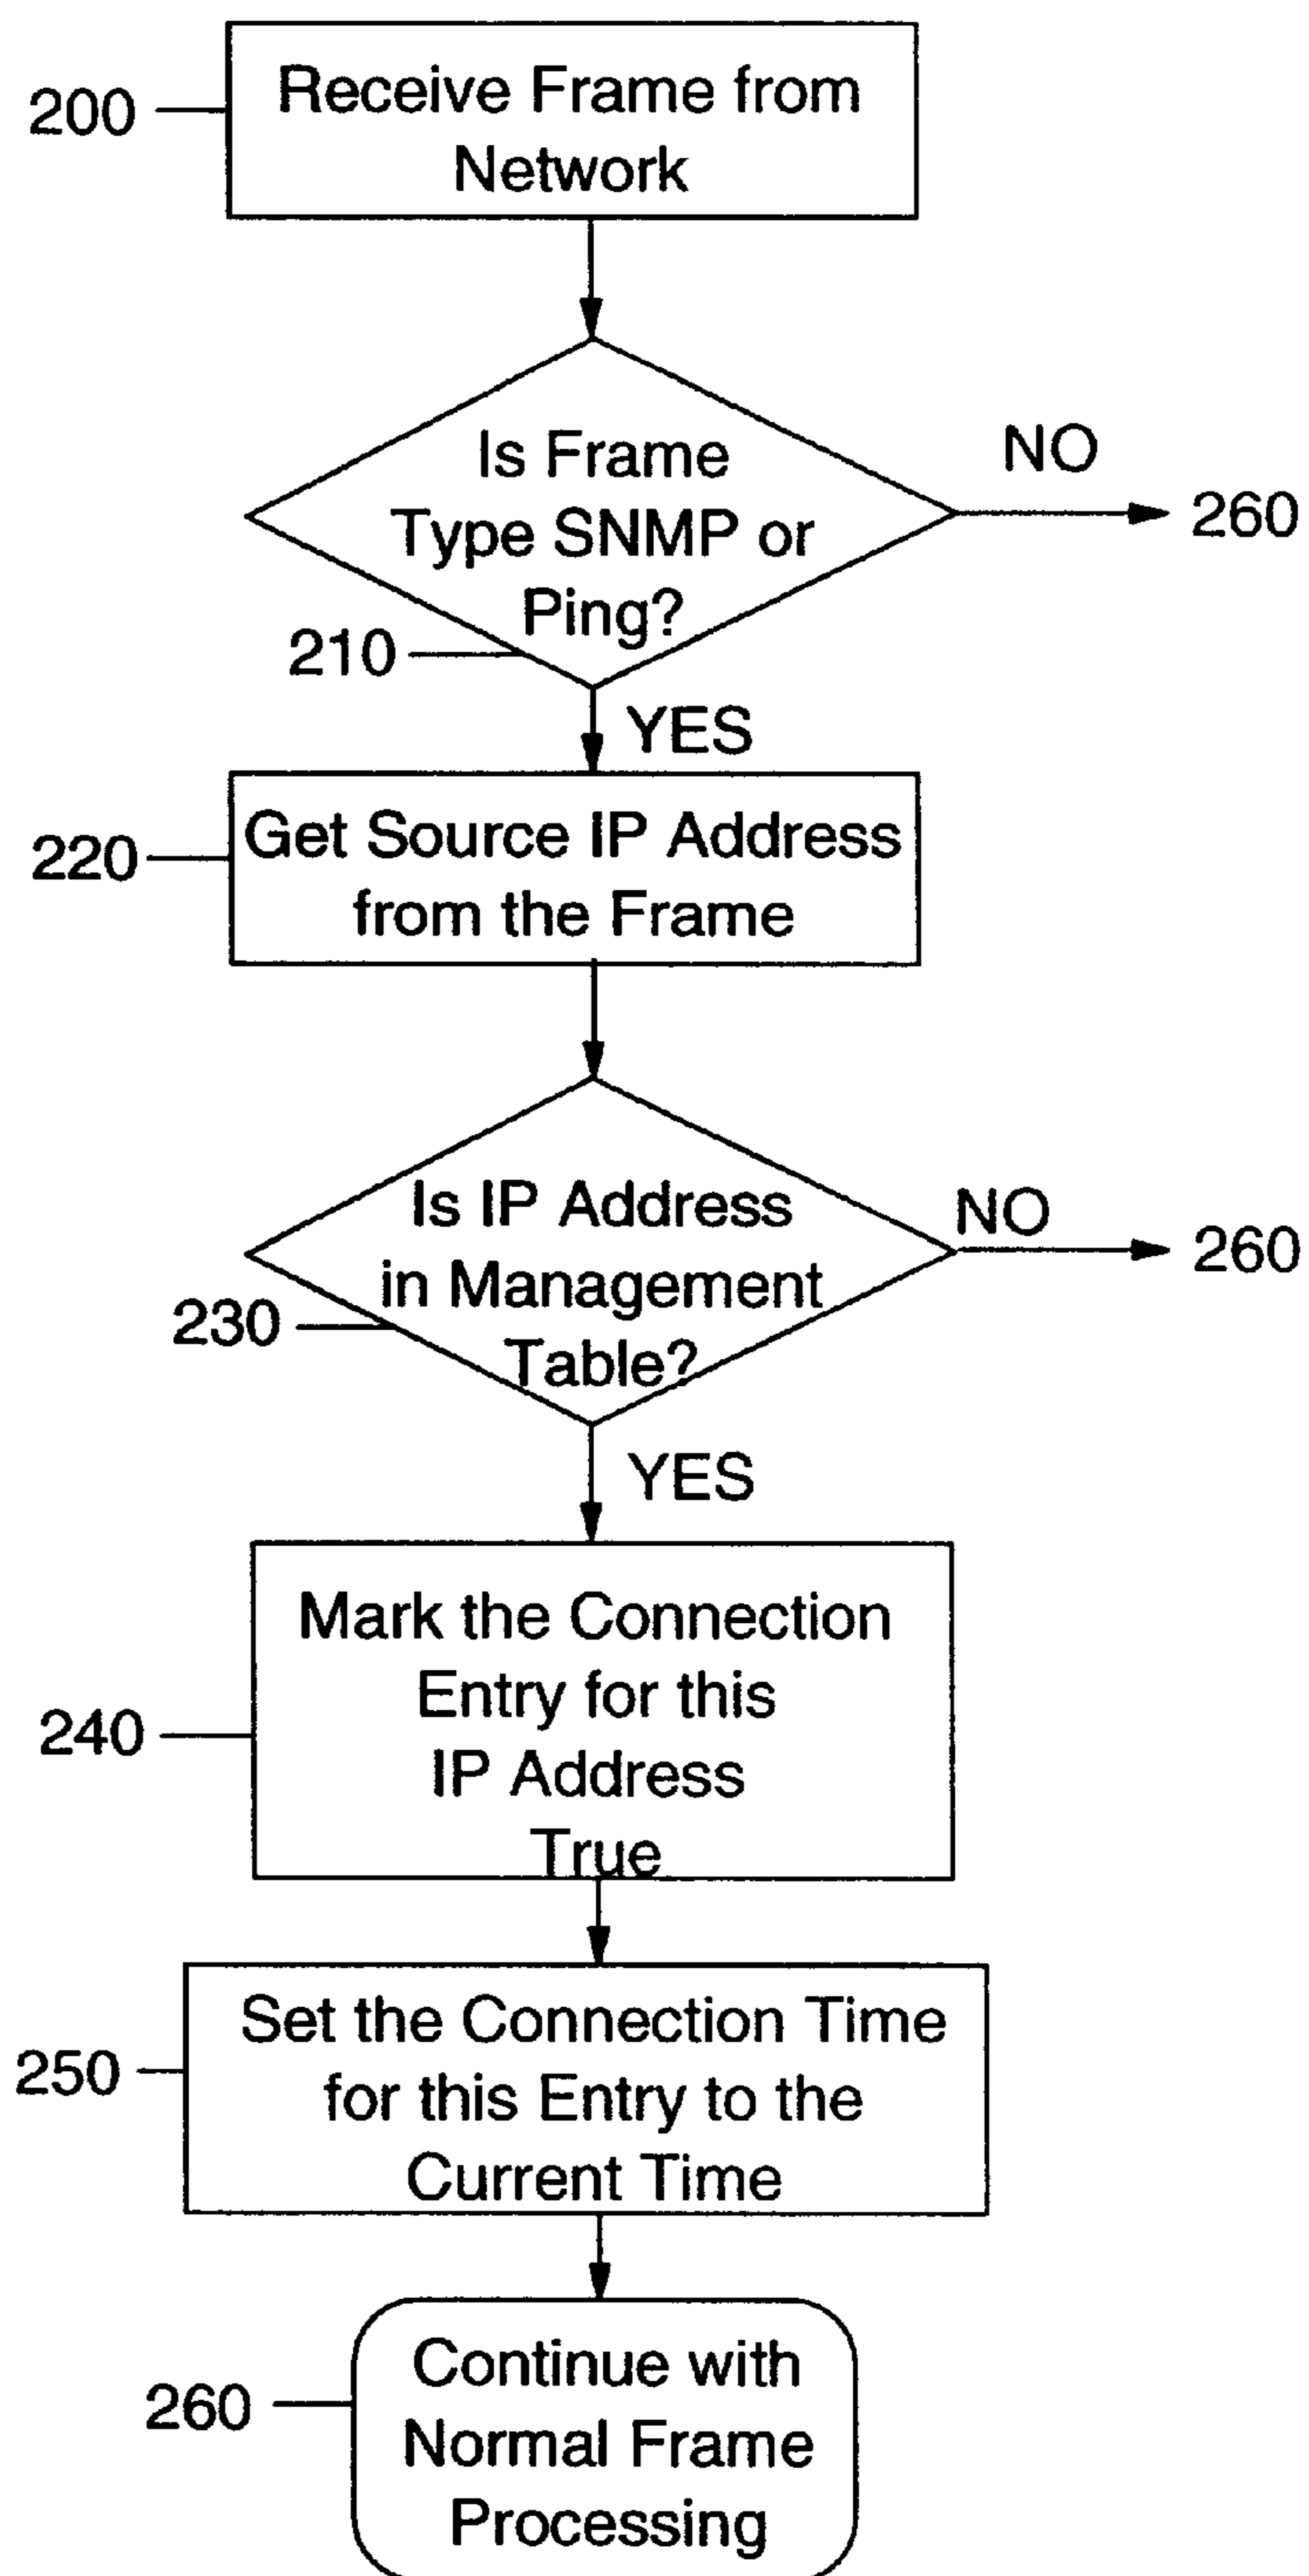 200
Receive Frame from
Network
Is Frame
Type SNMP or
Ping?
NO
260
210
YES
220
Get Source IP Address
from the Frame
Is IP Address
in Management
Table?
NO
260
230
YES
240
Mark the Connection
Entry for this
IP Address
True
250
Set the Connection Time
for this Entry to the
Current Time
260
Continue with
Normal Frame
Processing